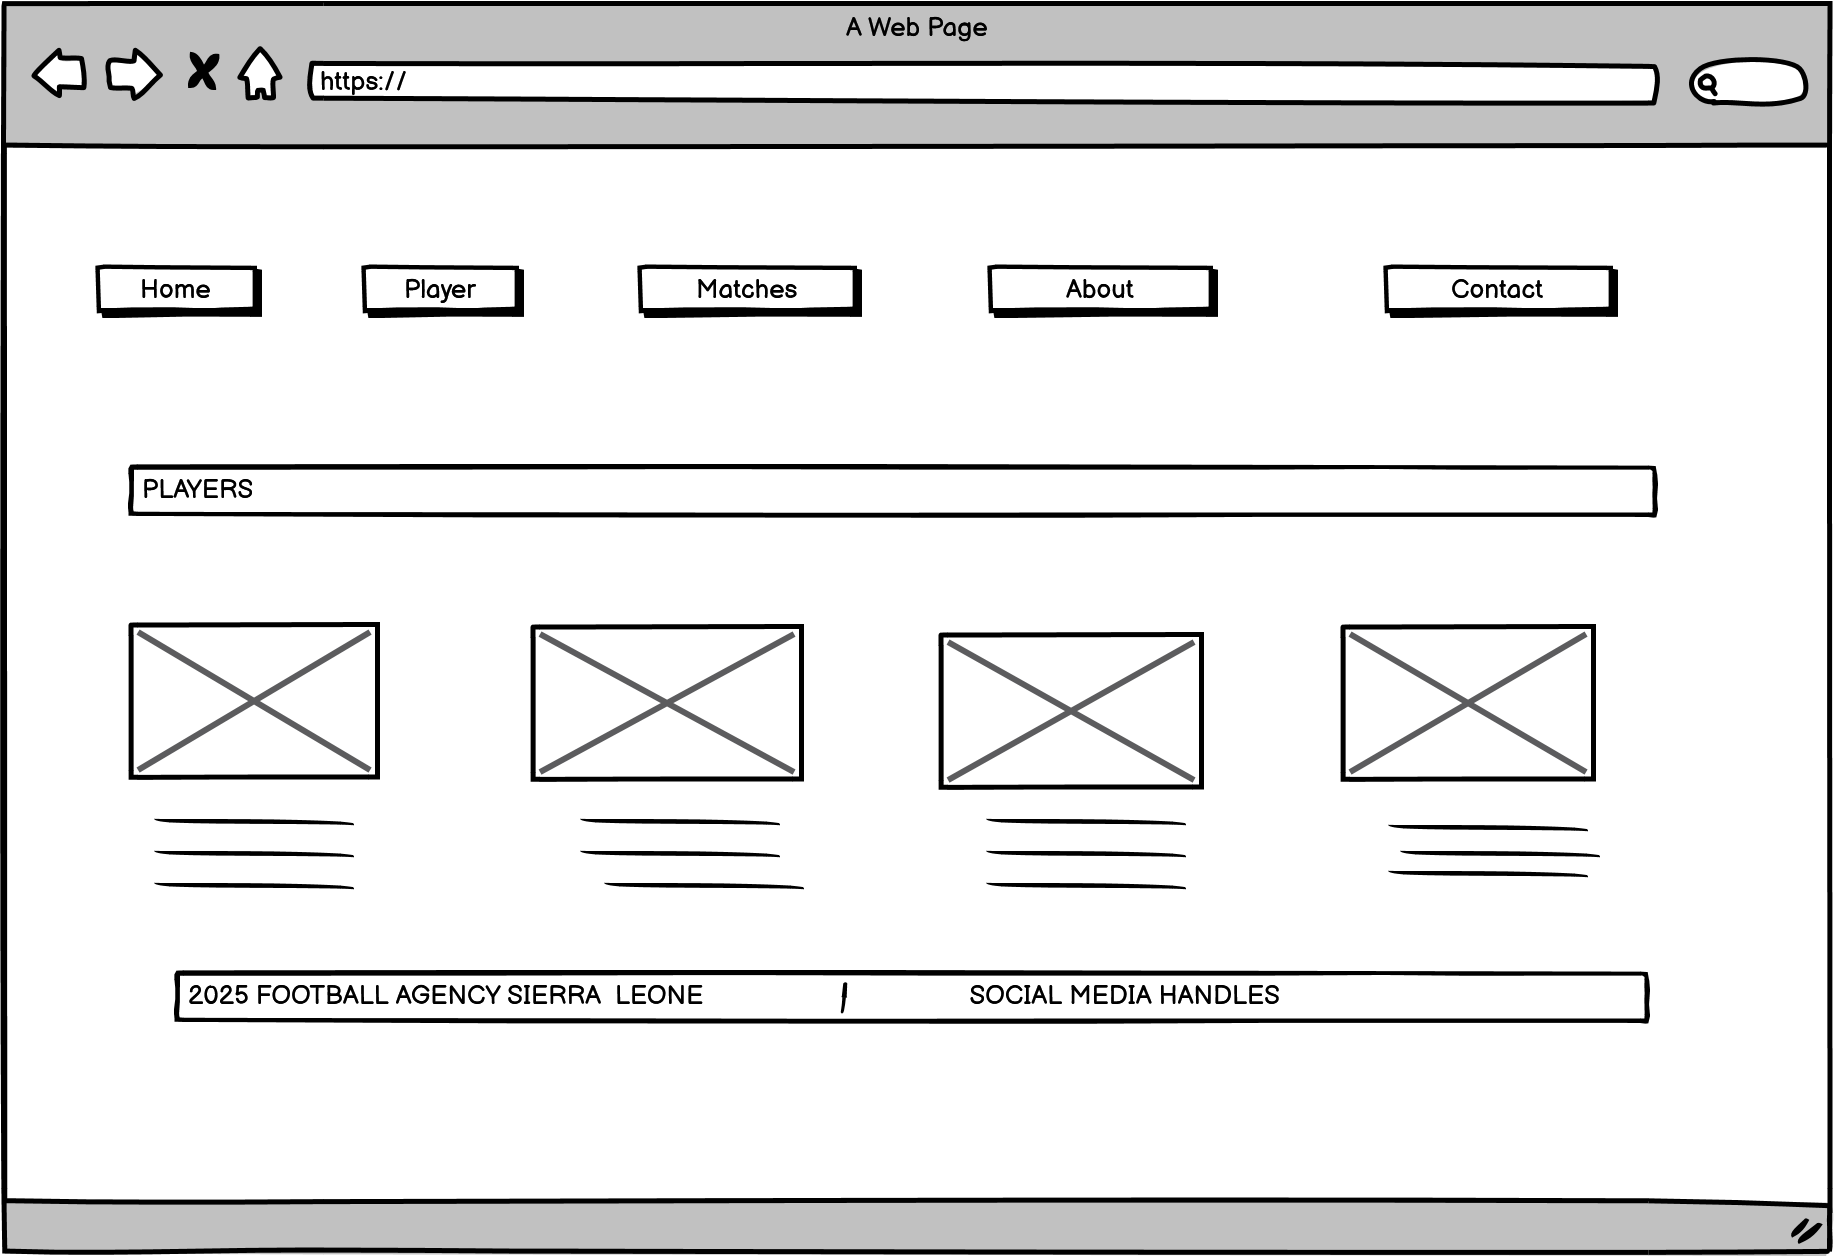 A Web Page
https://
Home Player Matches About Contact
PLAYERS
2025 FOOTBALL AGENCY SIERRA  LEONE / SOCIAL MEDIA HANDLES